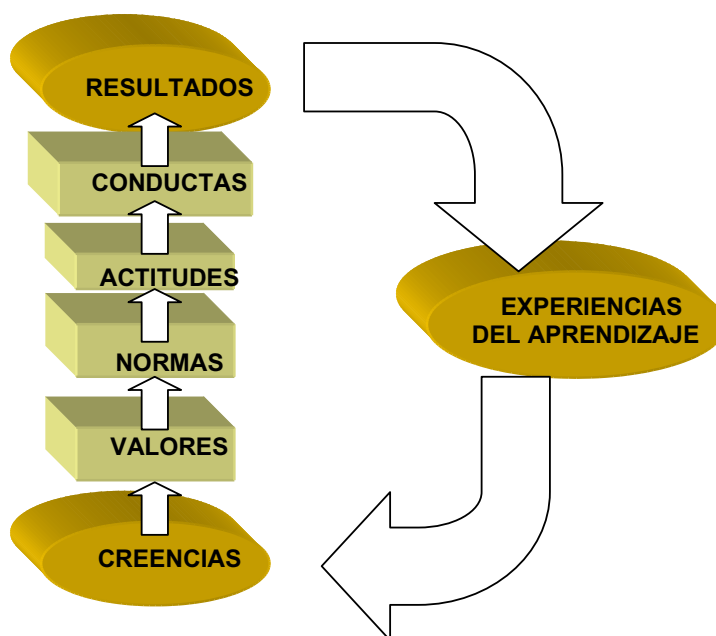 RESULTADOS
CONDUCTAS
ACTITUDES
NORMAS
VALORES
CREENCIAS
EXPERIENCIAS
DEL APRENDIZAJE